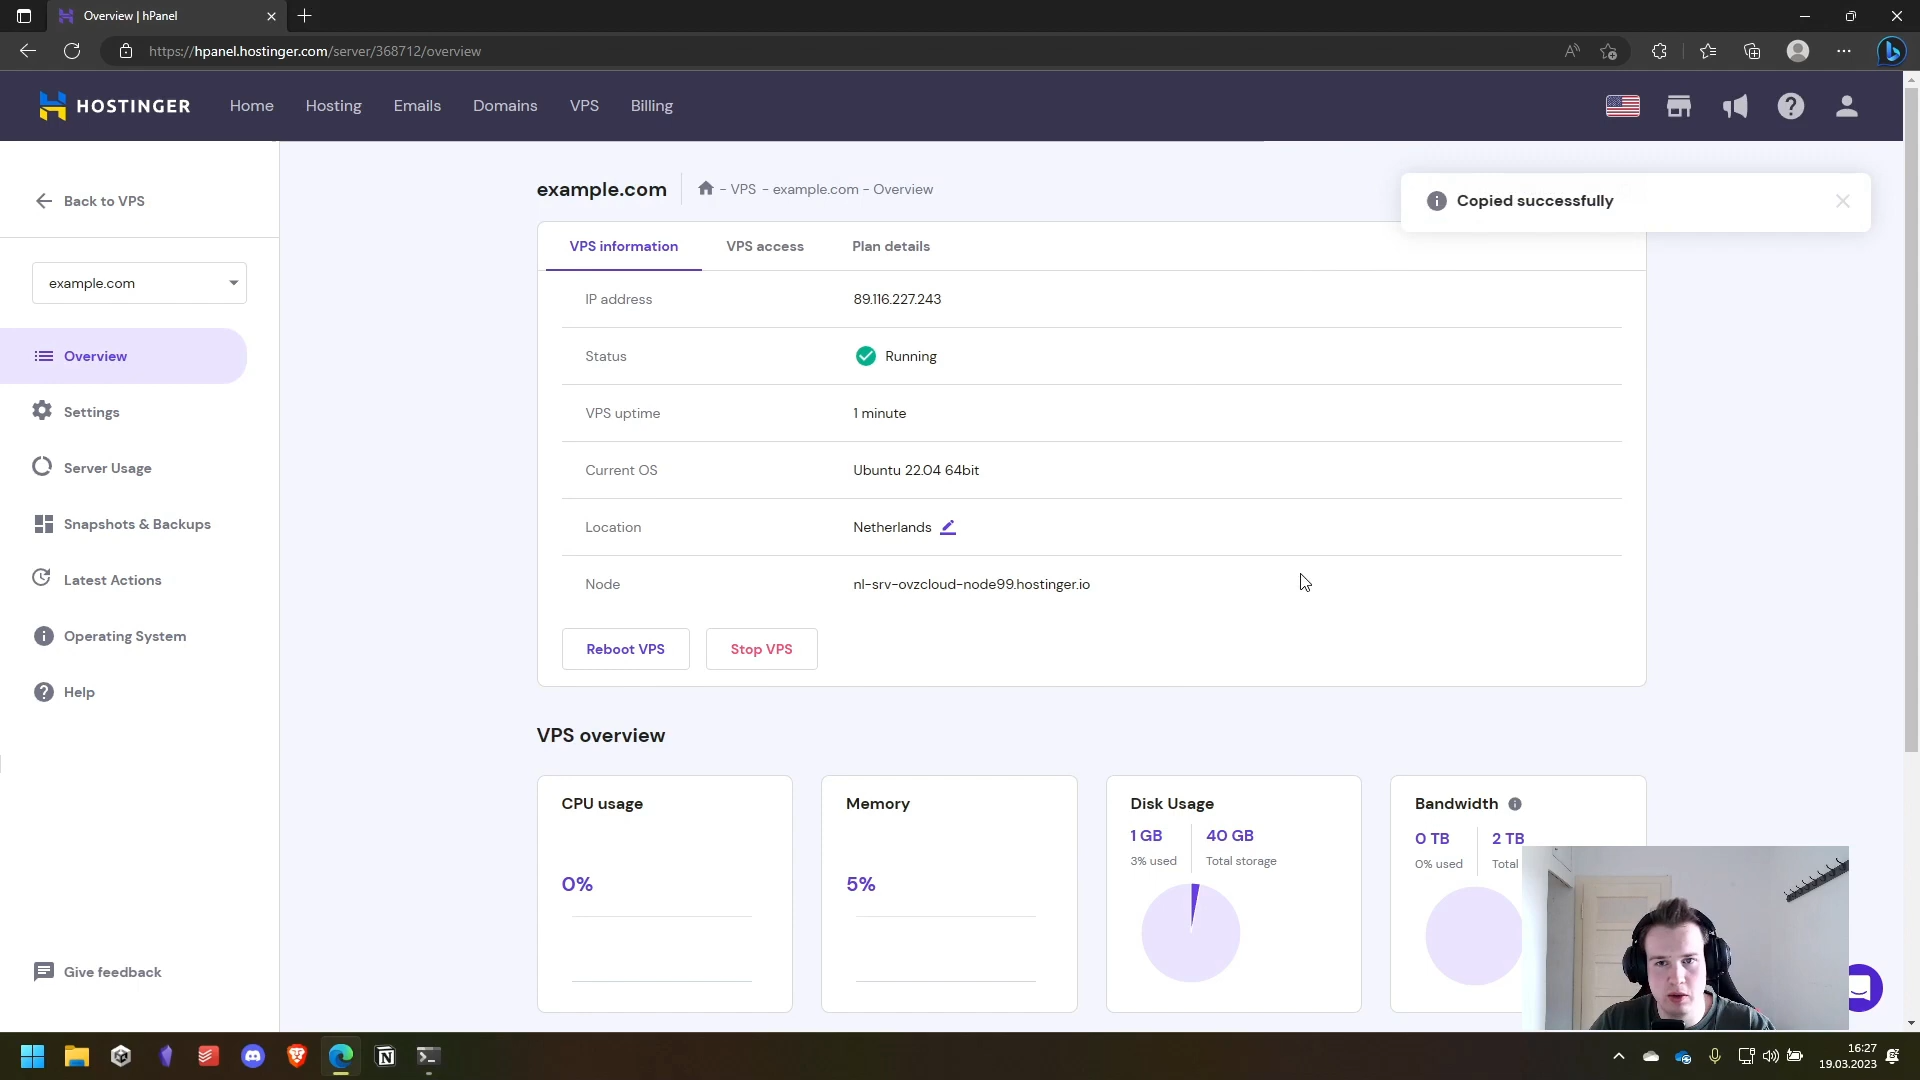 Overview | hPanel
https://hpanel.hostinger.com/server/368712/overview
HOSTINGER
Home
Hosting
Emails
Domains
VPS
Billing
Back to VPS
example.com
- VPS - example.com - Overview
Copied successfully
example.com
VPS information
VPS access
Plan details
IP address
89.116.227.243
Status
Running
VPS uptime
1 minute
Current OS
Ubuntu 22.04 64bit
Location
Netherlands
Node
nl-srv-ovzcloud-node99.hostinger.io
Reboot VPS
Stop VPS
Overview
Settings
Server Usage
Snapshots & Backups
Latest Actions
Operating System
Help
Give feedback
VPS overview
CPU usage
0%
Memory
5%
Disk Usage
1 GB
40 GB
3% used
Total storage
Bandwidth
0 TB
2 TB
0% used
Total
16:27
19.03.2023